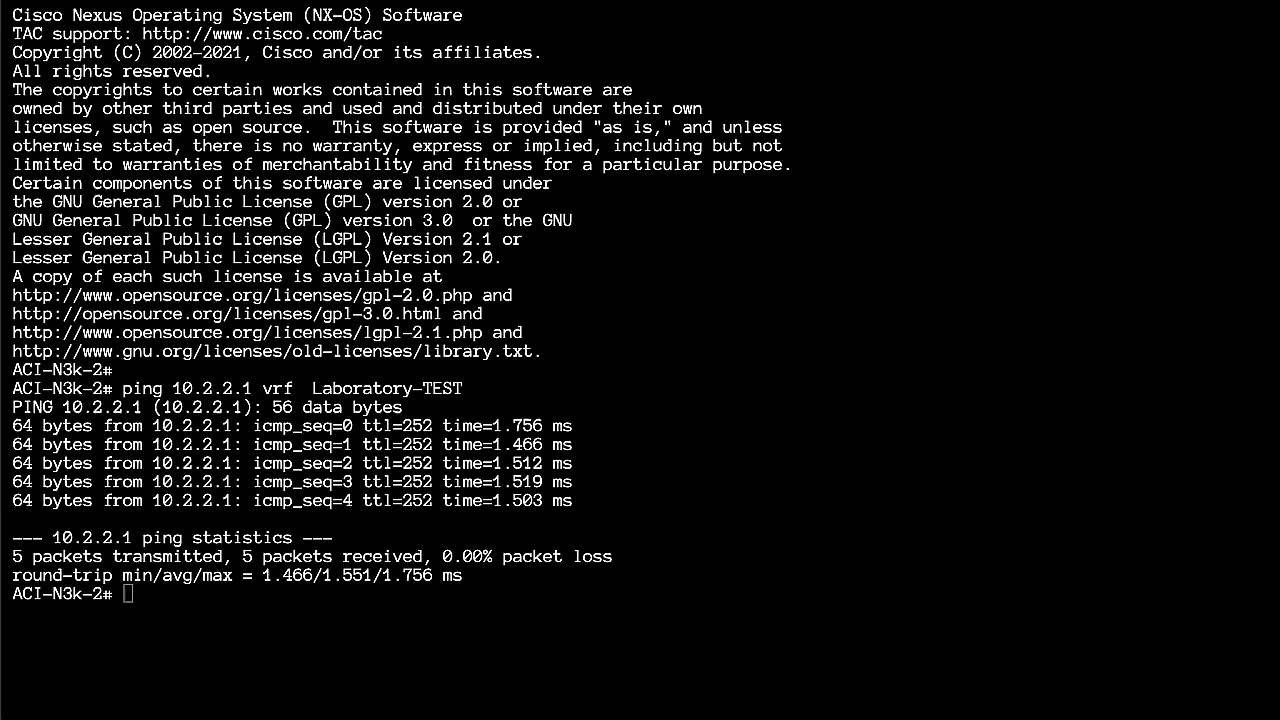 Cisco Nexus Operating System (NX-OS) Software
TAC support: http://www.cisco.com/tac
Copyright (C) 2002-2021, Cisco and/or its affiliates.
All rights reserved.
The copyrights to certain works contained in this software are
owned by other third parties and used and distributed under their own
licenses, such as open source.  This software is provided "as is," and unless
otherwise stated, there is no warranty, express or implied, including but not
limited to warranties of merchantability and fitness for a particular purpose.
Certain components of this software are licensed under
the GNU General Public License (GPL) version 2.0 or
GNU General Public License (GPL) version 3.0  or the GNU
Lesser General Public License (LGPL) Version 2.1 or
Lesser General Public License (LGPL) Version 2.0.
A copy of each such license is available at
http://www.opensource.org/licenses/gpl-2.0.php and
http://opensource.org/licenses/gpl-3.0.html and
http://www.opensource.org/licenses/lgpl-2.1.php and
http://www.gnu.org/licenses/old-licenses/library.txt.
ACI-N3k-2#
ACI-N3k-2# ping 10.2.2.1 vrf  Laboratory-TEST
PING 10.2.2.1 (10.2.2.1): 56 data bytes
64 bytes from 10.2.2.1: icmp_seq=0 ttl=252 time=1.756 ms
64 bytes from 10.2.2.1: icmp_seq=1 ttl=252 time=1.466 ms
64 bytes from 10.2.2.1: icmp_seq=2 ttl=252 time=1.512 ms
64 bytes from 10.2.2.1: icmp_seq=3 ttl=252 time=1.519 ms
64 bytes from 10.2.2.1: icmp_seq=4 ttl=252 time=1.503 ms
--- 10.2.2.1 ping statistics ---
5 packets transmitted, 5 packets received, 0.00% packet loss
round-trip min/avg/max = 1.466/1.551/1.756 ms
ACI-N3k-2#